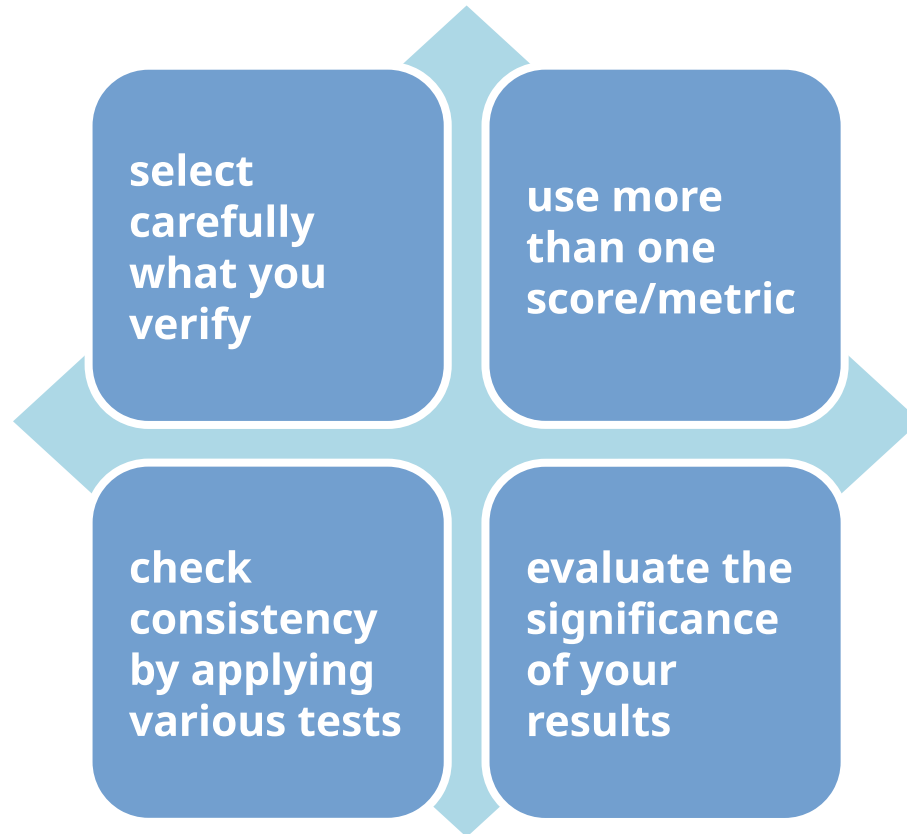 select
carefully
what you
verify
use more
than one
score/metric
check
consistency
by applying
various tests
evaluate the
significance
of your
results